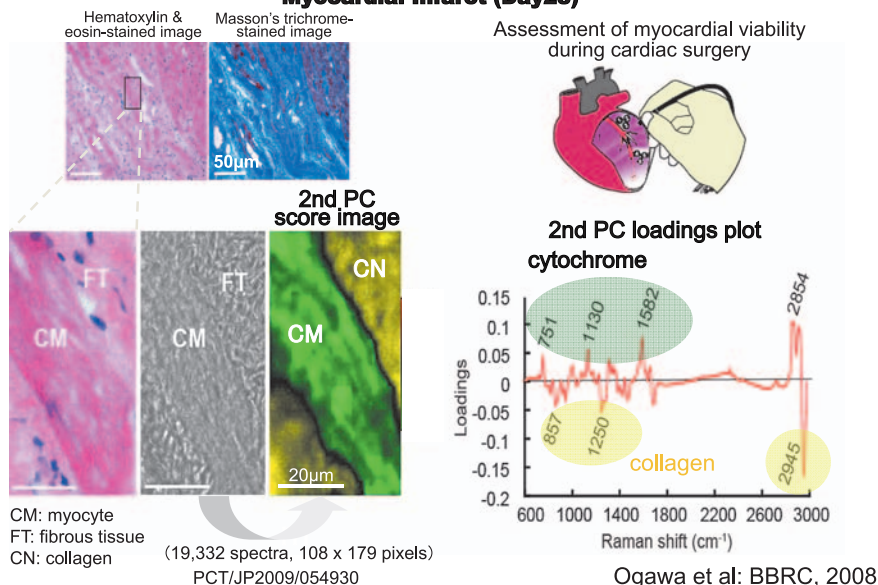 Myocardial Infarct (Day28)
Hematoxylin &
eosin-stained image
Masson's trichrome-
stained image
50μm
Assessment of myocardial viability
during cardiac surgery
2nd PC
score image
FT
CM
FT
CM
CN
CM
20μm
CM: myocyte
FT: fibrous tissue
CN: collagen
(19,332 spectra, 108 x 179 pixels)
PCT/JP2009/054930
2nd PC loadings plot
cytochrome
Loadings
0.15
0.1
0.05
0
-0.05
-0.1
-0.15
-0.2
751
1130
1582
2854
857
1250
collagen
2945
600
1000
1400
1800
2200
2600
3000
Raman shift (cm⁻¹)
Ogawa et al: BBRC, 2008